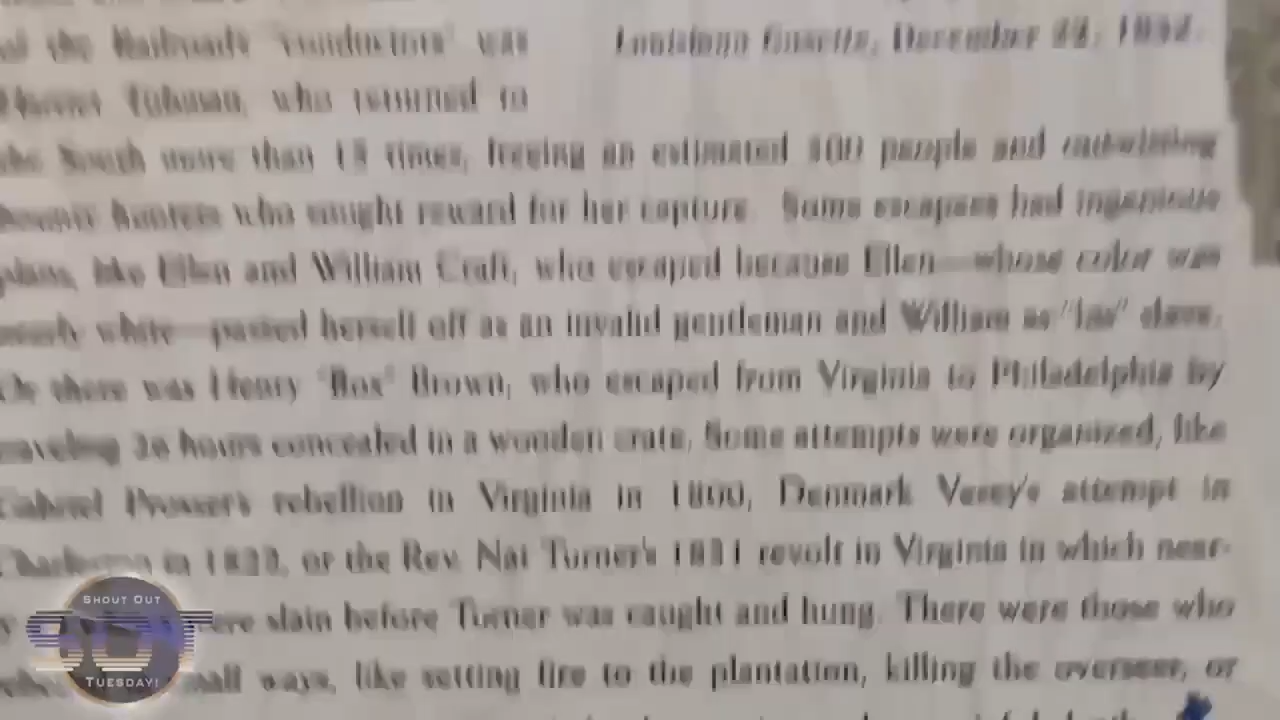 of the Railroad's "conductors" was
Louisiana Gazette, December 1832.
Harriet Tubman, who returned to
the South more than 15 times, freeing an estimated 300 people and outwitting
bounty hunters who sought reward for her capture. Some escapees had ingenious
plans, like Ellen and William Craft, who escaped because Ellen—whose color was
nearly white—passed herself off as an invalid gentleman and William as "his" slave.
Or there was Henry "Box" Brown, who escaped from Virginia to Philadelphia by
traveling 26 hours concealed in a wooden crate. Some attempts were organized, like
Gabriel Prosser's rebellion in Virginia in 1800, Denmark Vesey's attempt in
Charleston in 1822, or the Rev. Nat Turner's 1831 revolt in Virginia in which near-
were slain before Turner was caught and hung. There were those who
small ways, like setting fire to the plantation, killing the overseer, or
SHOUT OUT
SOT
TUESDAY!